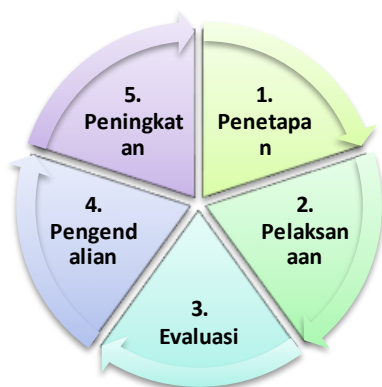 1.
Penetapa
n
2.
Pelaksan
aan
3.
Evaluasi
4.
Pengend
alian
5.
Peningkat
an